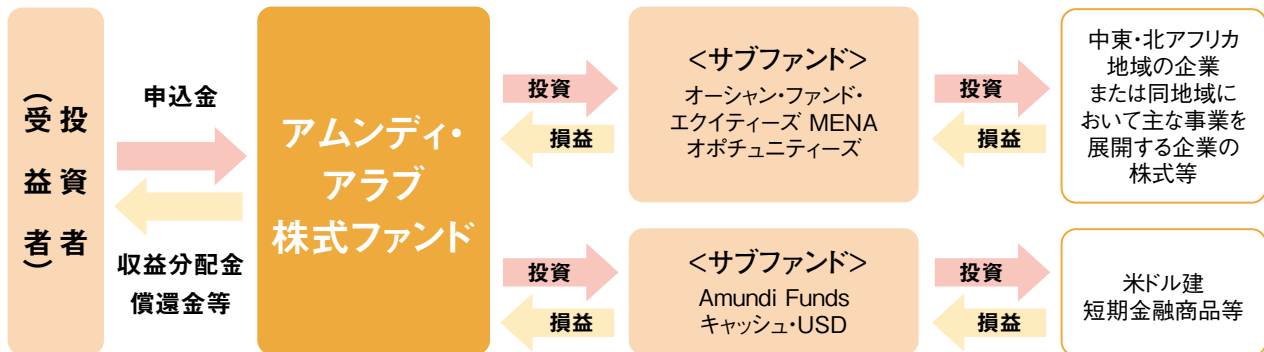 投資者
(受益者)
申込金
収益分配金
償還金等
アムンディ・
アラブ
株式ファンド
投資
損益
<サブファンド>
オーシャン・ファンド・
エクイティーズ MENA
オポチュニティーズ
投資
損益
中東・北アフリカ
地域の企業
または同地域に
おいて主な事業を
展開する企業の
株式等
投資
損益
<サブファンド>
Amundi Funds
キャッシュ・USD
投資
損益
米ドル建
短期金融商品等